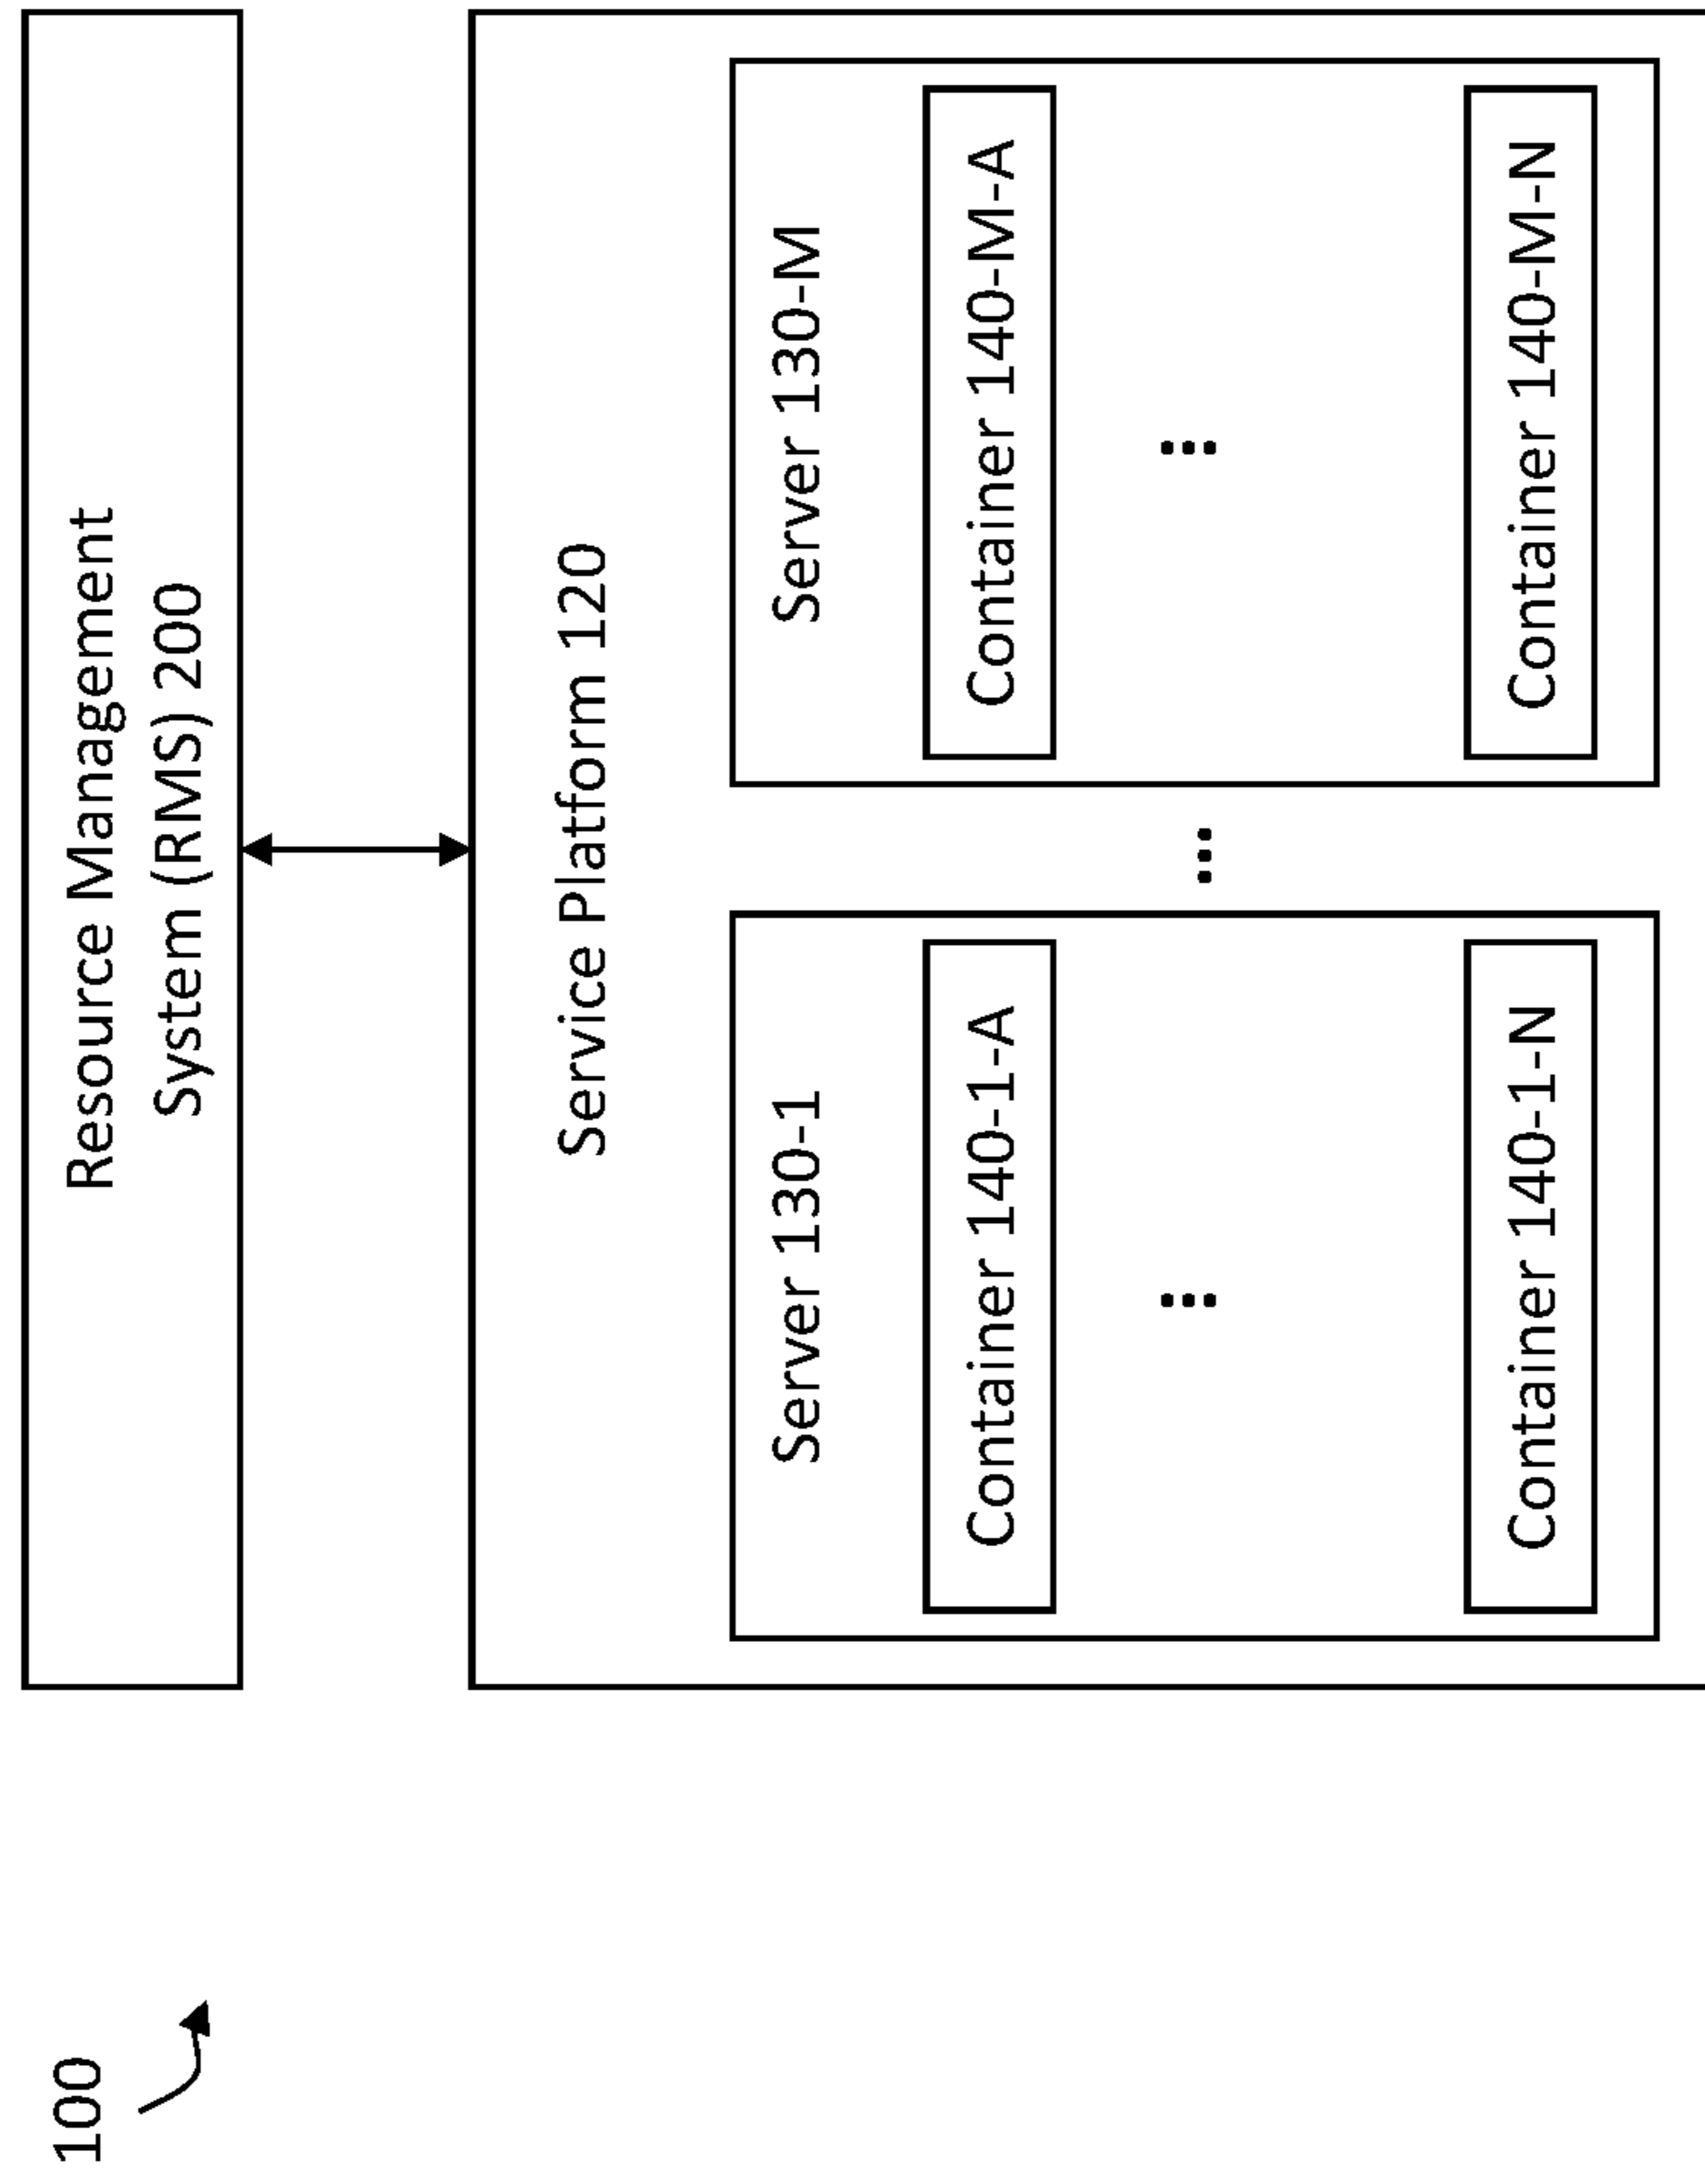 100
Resource Management
System (RMS) 200
Service Platform 120
Server 130-1
Container 140-1-A
...
Container 140-1-N
...
Server 130-M
Container 140-M-A
...
Container 140-M-N